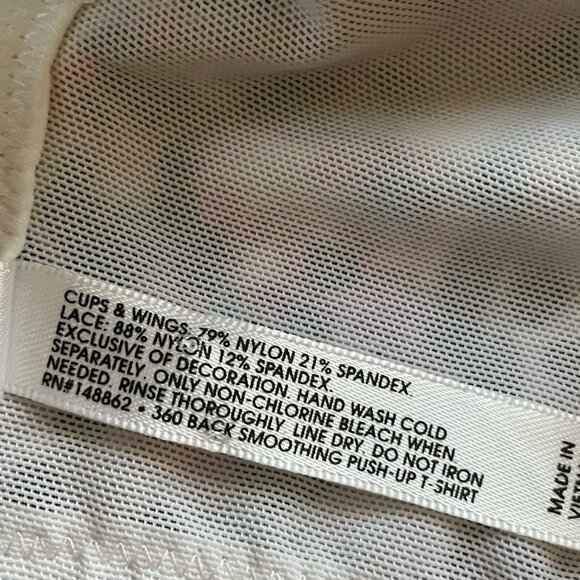 CUPS & WINGS: 79% NYLON 21% SPANDEX.
LACE: 88% NYLON 12% SPANDEX.
EXCLUSIVE OF DECORATION. HAND WASH COLD
SEPARATELY. ONLY NON-CHLORINE BLEACH WHEN
NEEDED. RINSE THOROUGHLY. LINE DRY. DO NOT IRON
RN#148862 • 360 BACK SMOOTHING PUSH-UP T-SHIRT
MADE IN